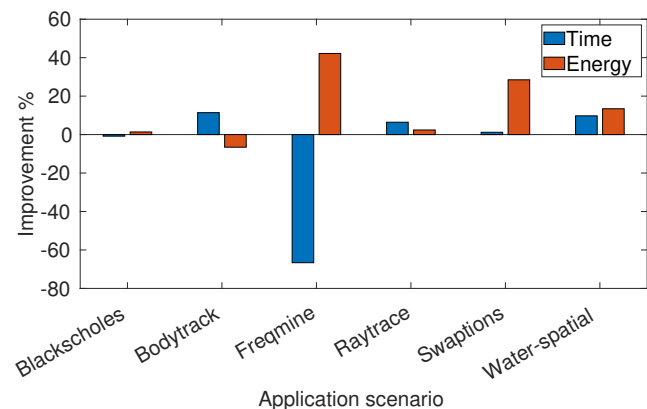 60
40
20
0
-20
-40
-60
-80
Improvement %
Time
Energy
Blackscholes
Bodytrack
Freqmine
Raytrace
Swaptions
Water-spatial
Application scenario